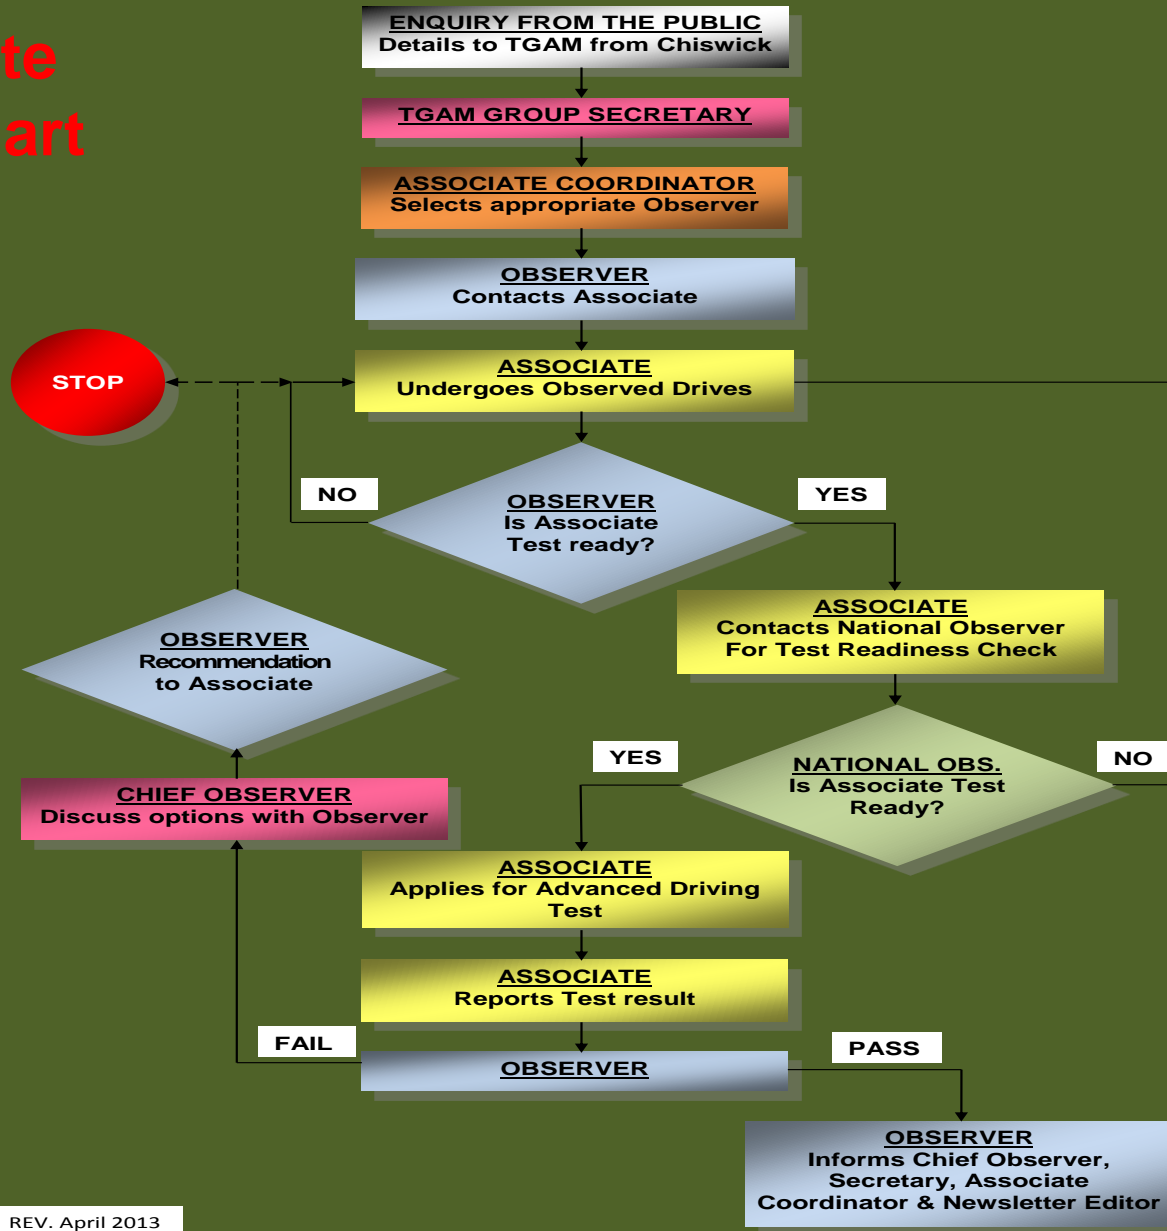 ENQUIRY FROM THE PUBLIC
Details to TGAM from Chiswick
te
art
TGAM GROUP SECRETARY
ASSOCIATE COORDINATOR
Selects appropriate Observer
OBSERVER
Contacts Associate
STOP
ASSOCIATE
Undergoes Observed Drives
NO
OBSERVER
Is Associate
Test ready?
YES
ASSOCIATE
Contacts National Observer
For Test Readiness Check
OBSERVER
Recommendation
to Associate
YES
NATIONAL OBS.
Is Associate Test
Ready?
NO
CHIEF OBSERVER
Discuss options with Observer
ASSOCIATE
Applies for Advanced Driving
Test
ASSOCIATE
Reports Test result
FAIL
OBSERVER
PASS
OBSERVER
Informs Chief Observer,
Secretary, Associate
Coordinator & Newsletter Editor
REV. April 2013